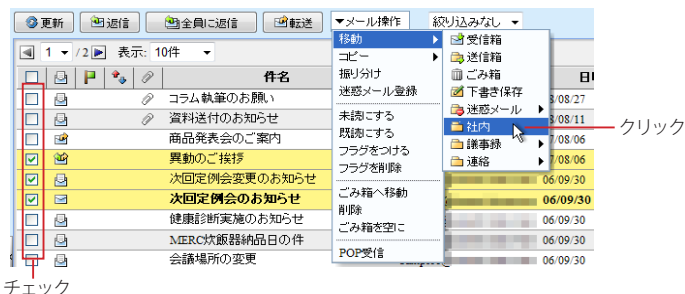 更新 返信 全員に返信 転送 ▼メール操作 絞り込みなし
1 / 2 表示: 10件
件名
コラム執筆のお願い 8/08/27
資料送付のお知らせ 8/08/11
商品発表会のご案内 7/08/06
異動のご挨拶 7/08/06
次回定例会変更のお知らせ 06/09/30
次回定例会のお知らせ 06/09/30
健康診断実施のお知らせ 06/09/30
MERC炊飯器納品日の件 06/09/30
会議場所の変更 06/09/30
移動
コピー
振り分け
迷惑メール登録
未読にする
既読にする
フラグをつける
フラグを削除
ごみ箱へ移動
削除
ごみ箱を空に
POP受信
受信箱
送信箱
ごみ箱
下書き保存
迷惑メール
社内
議事録
連絡
クリック
チェック